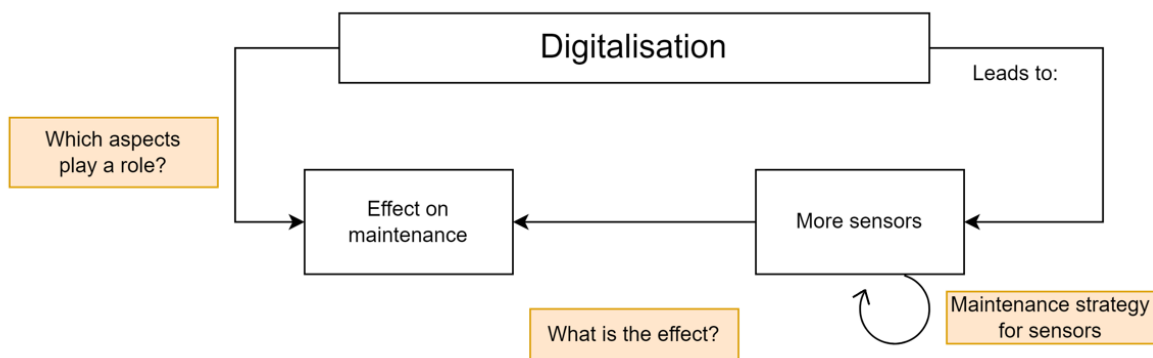 Digitalisation
Leads to:
Which aspects
play a role?
Effect on
maintenance
More sensors
What is the effect?
Maintenance strategy
for sensors